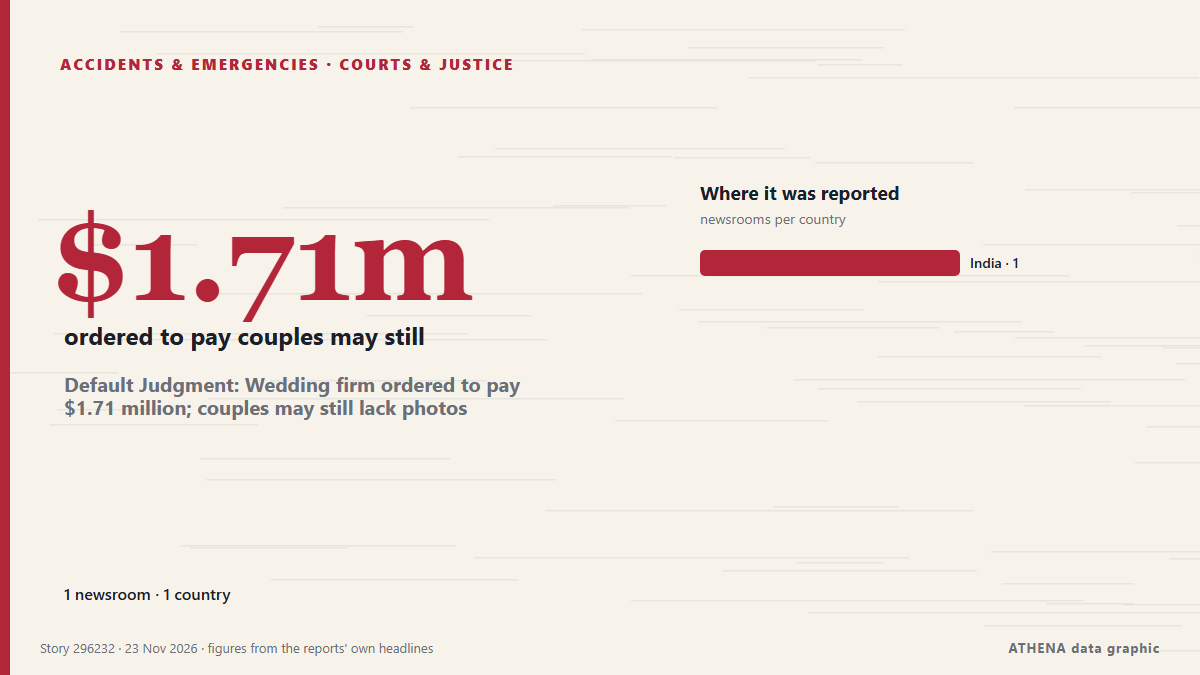 ACCIDENTS & EMERGENCIES · COURTS & JUSTICE
$1.71m
ordered to pay couples may still
Default Judgment: Wedding firm ordered to pay
$1.71 million; couples may still lack photos
Where it was reported
newsrooms per country
India · 1
1 newsroom · 1 country
Story 296232 · 23 Nov 2026 · figures from the reports' own headlines
ATHENA data graphic